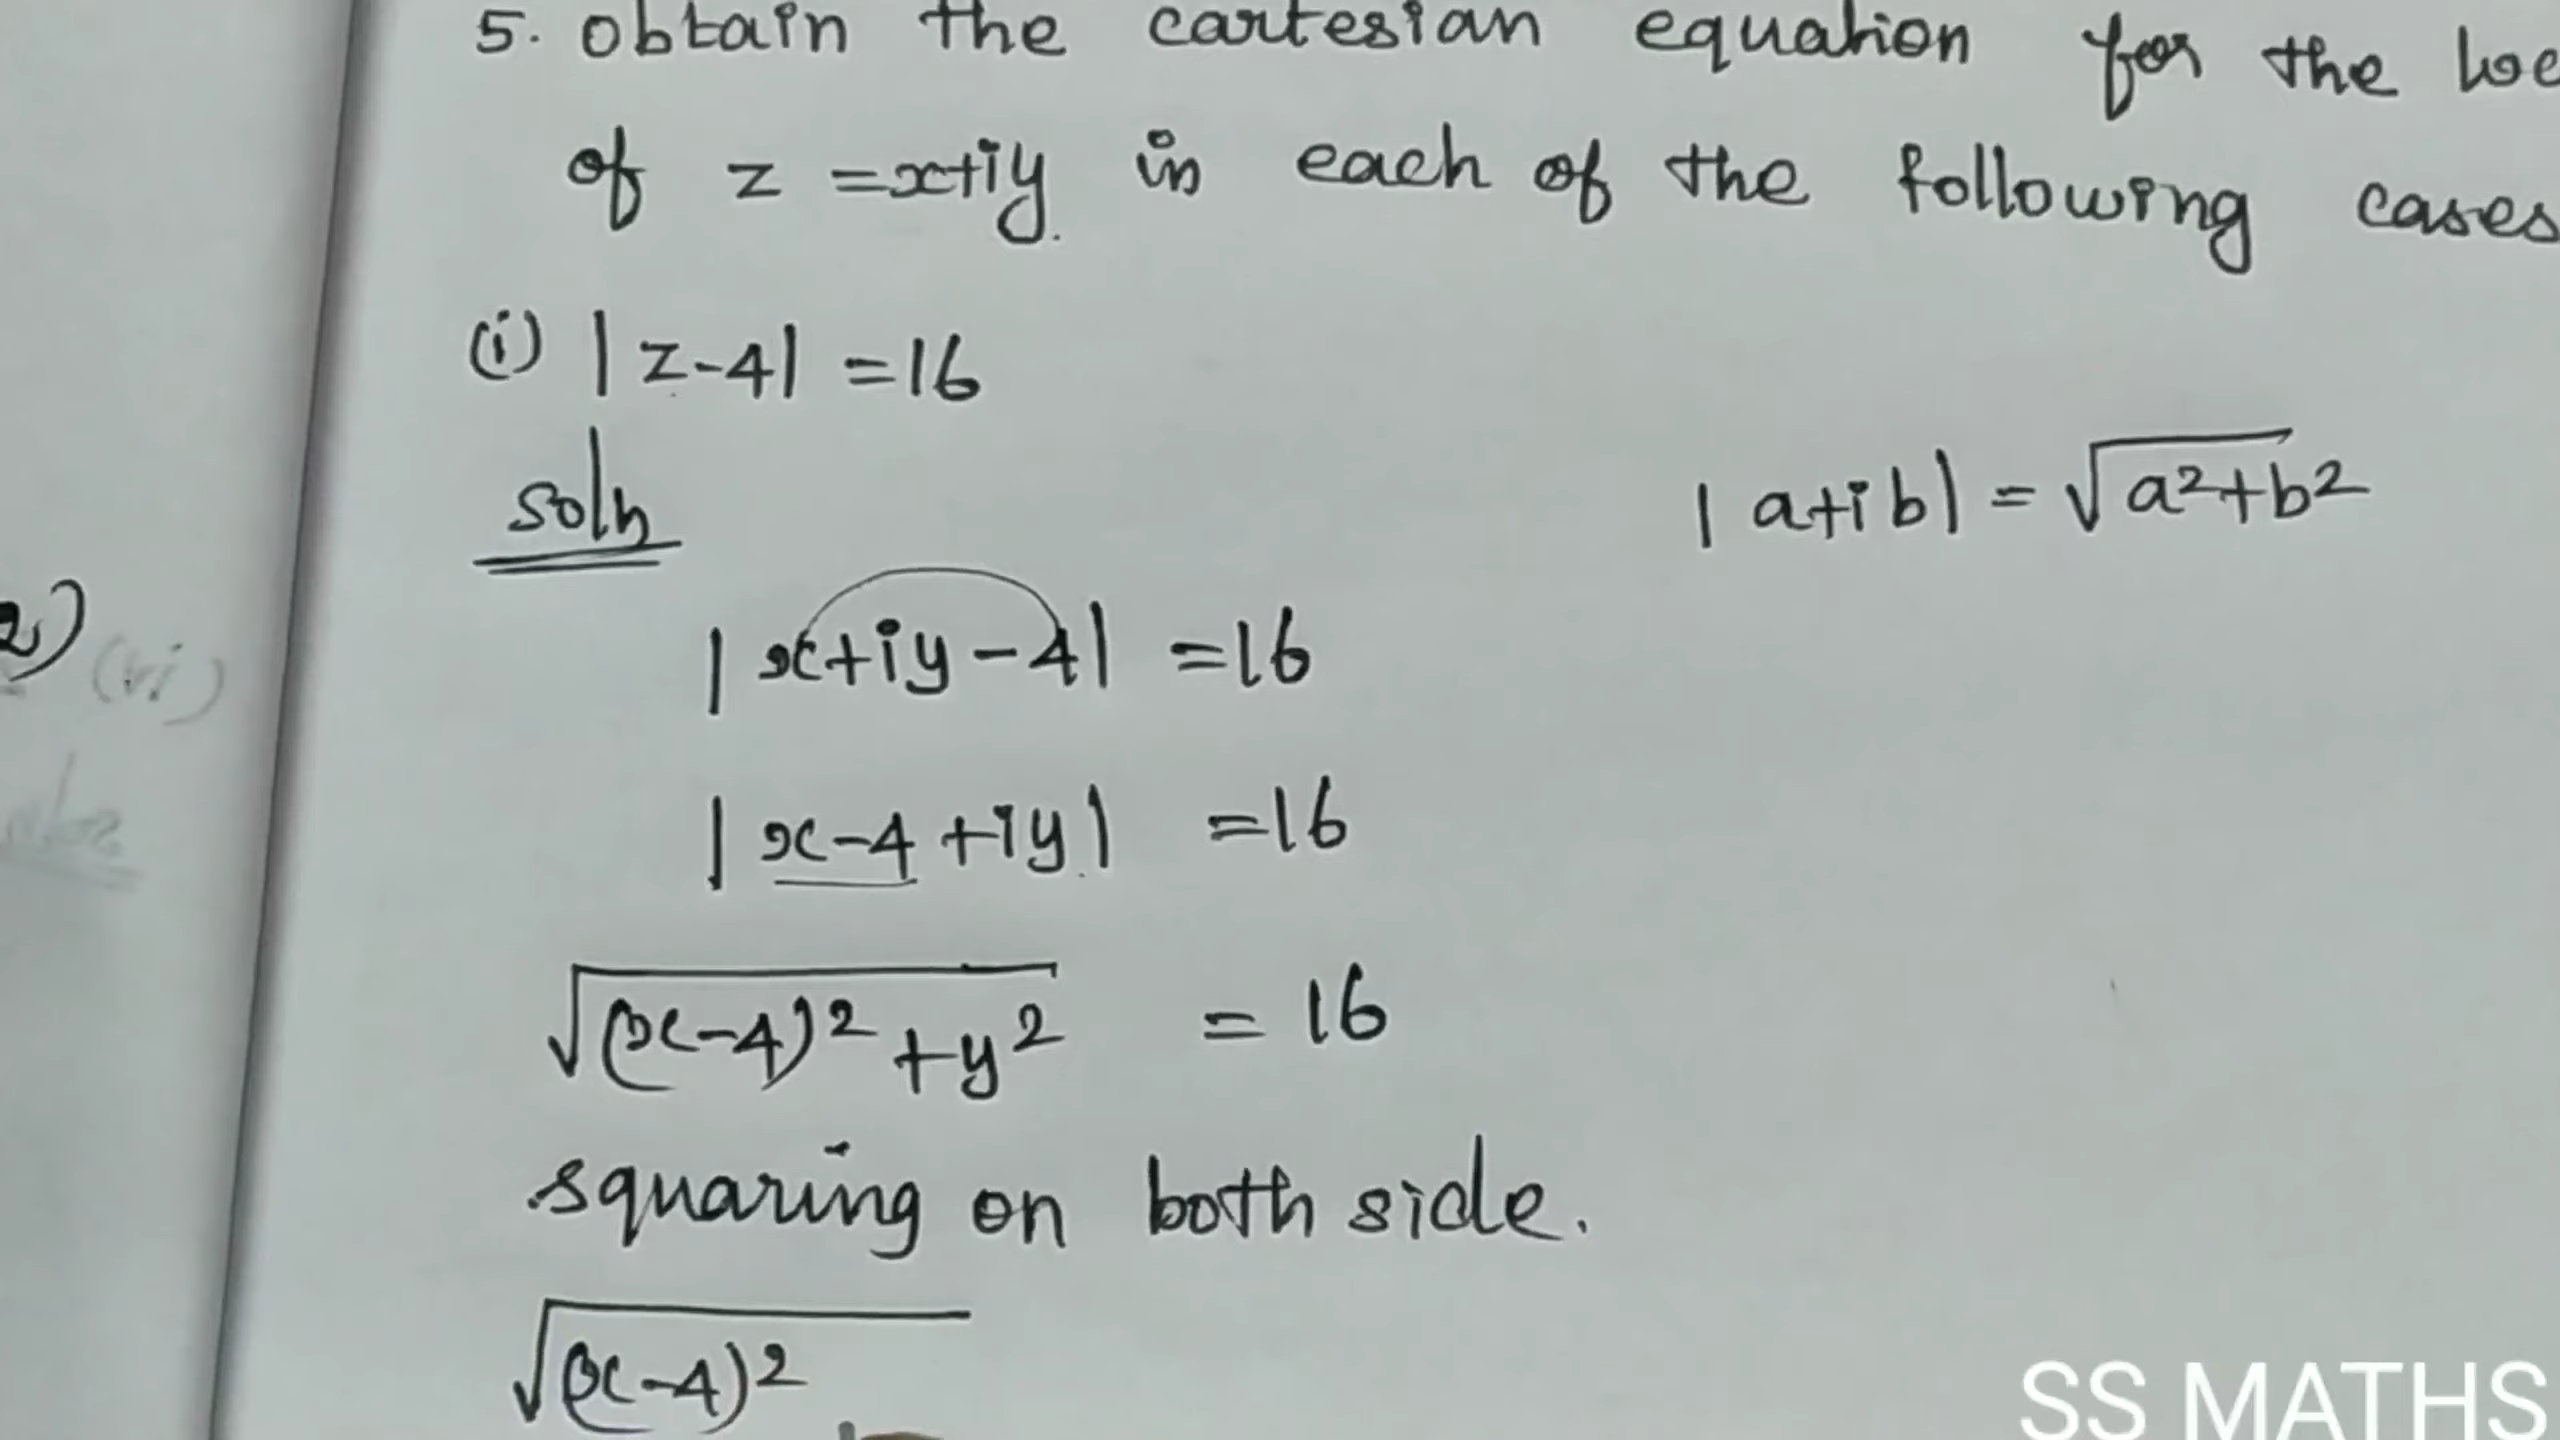 5. obtain the cartesian equation for the
of z = x+iy in each of the following cases
(i) |z-4| = 16
soln
|a+ib| = √a²+b²
2)
(vi)
|x+iy-4| = 16
|x-4+iy| = 16
√(x-4)²+y² = 16
squaring on both side.
√(x-4)²
SS MATHS